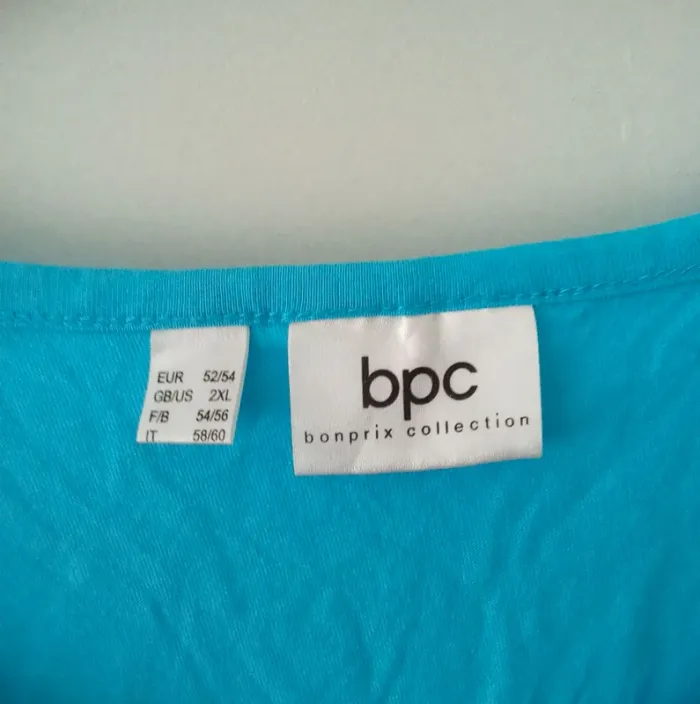 EUR 52/54
GB/US 2XL
F/B 54/56
IT 58/60
bpc
bonprix collection